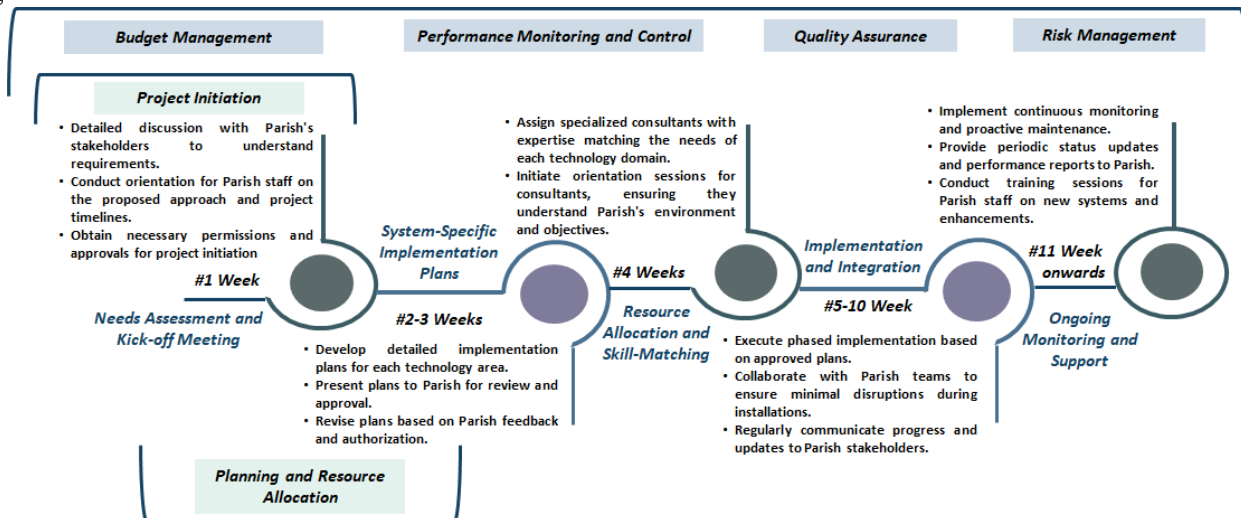 Budget Management
Performance Monitoring and Control
Quality Assurance
Risk Management
Project Initiation
• Detailed discussion with Parish's
stakeholders to understand
requirements.
• Conduct orientation for Parish staff on
the proposed approach and project
timelines.
• Obtain necessary permissions and
approvals for project initiation
#1 Week
Needs Assessment and
Kick-off Meeting
System-Specific
Implementation
Plans
#2-3 Weeks
• Develop detailed implementation
plans for each technology area.
• Present plans to Parish for review and
approval.
• Revise plans based on Parish feedback
and authorization.
Planning and Resource
Allocation
• Assign specialized consultants with
expertise matching the needs of
each technology domain.
• Initiate orientation sessions for
consultants, ensuring they
understand Parish's environment
and objectives.
#4 Weeks
Resource
Allocation and
Skill-Matching
Implementation
and Integration
#5-10 Week
• Execute phased implementation based
on approved plans.
• Collaborate with Parish teams to
ensure minimal disruptions during
installations.
• Regularly communicate progress and
updates to Parish stakeholders.
• Implement continuous monitoring
and proactive maintenance.
• Provide periodic status updates
and performance reports to Parish.
• Conduct training sessions for
Parish staff on new systems and
enhancements.
#11 Week
onwards
Ongoing
Monitoring and
Support